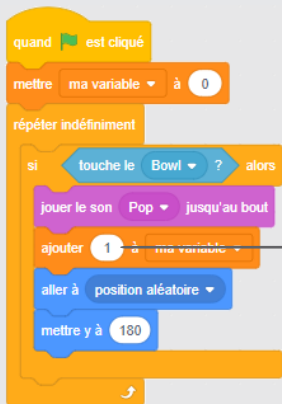 quand est cliqué
mettre ma variable à 0
répéter indéfiniment
si touche le Bowl ? alors
jouer le son Pop jusqu'au bout
ajouter 1 à ma variable
aller à position aléatoire
mettre y à 180